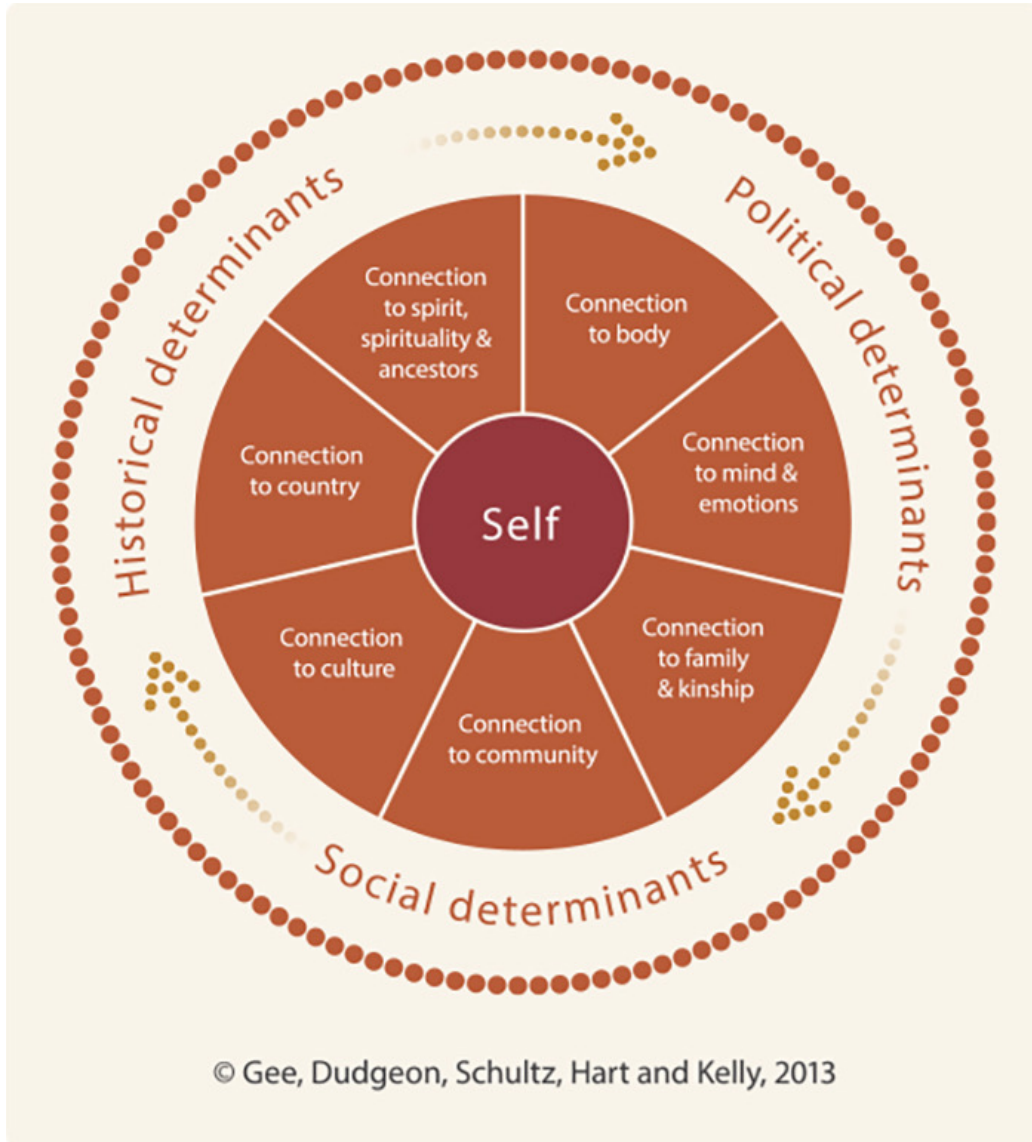 Historical determinants
Political determinants
Connection
to spirit,
spirituality &
ancestors
Connection
to body
Connection
to country
Connection
to mind &
emotions
Self
Connection
to culture
Connection
to family
& kinship
Connection
to community
Social determinants
© Gee, Dudgeon, Schultz, Hart and Kelly, 2013